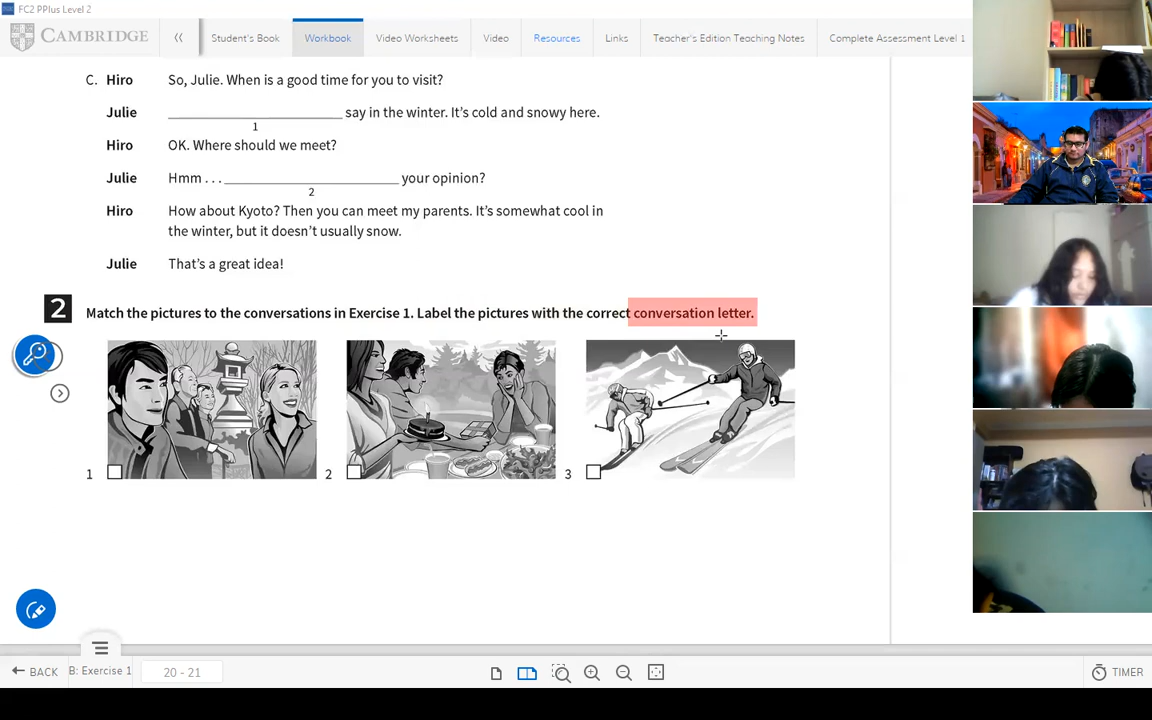 FC2 PPlus Level 2
CAMBRIDGE
Student's Book
Workbook
Video Worksheets
Video
Resources
Links
Teacher's Edition Teaching Notes
Complete Assessment Level 1
C. Hiro So, Julie. When is a good time for you to visit?
Julie ____________________ say in the winter. It's cold and snowy here.
1
Hiro OK. Where should we meet?
Julie Hmm . . . ____________________ your opinion?
2
Hiro How about Kyoto? Then you can meet my parents. It's somewhat cool in
the winter, but it doesn't usually snow.
Julie That's a great idea!
2 Match the pictures to the conversations in Exercise 1. Label the pictures with the correct conversation letter.
1
2
3
BACK
B: Exercise 1
20 - 21
TIMER